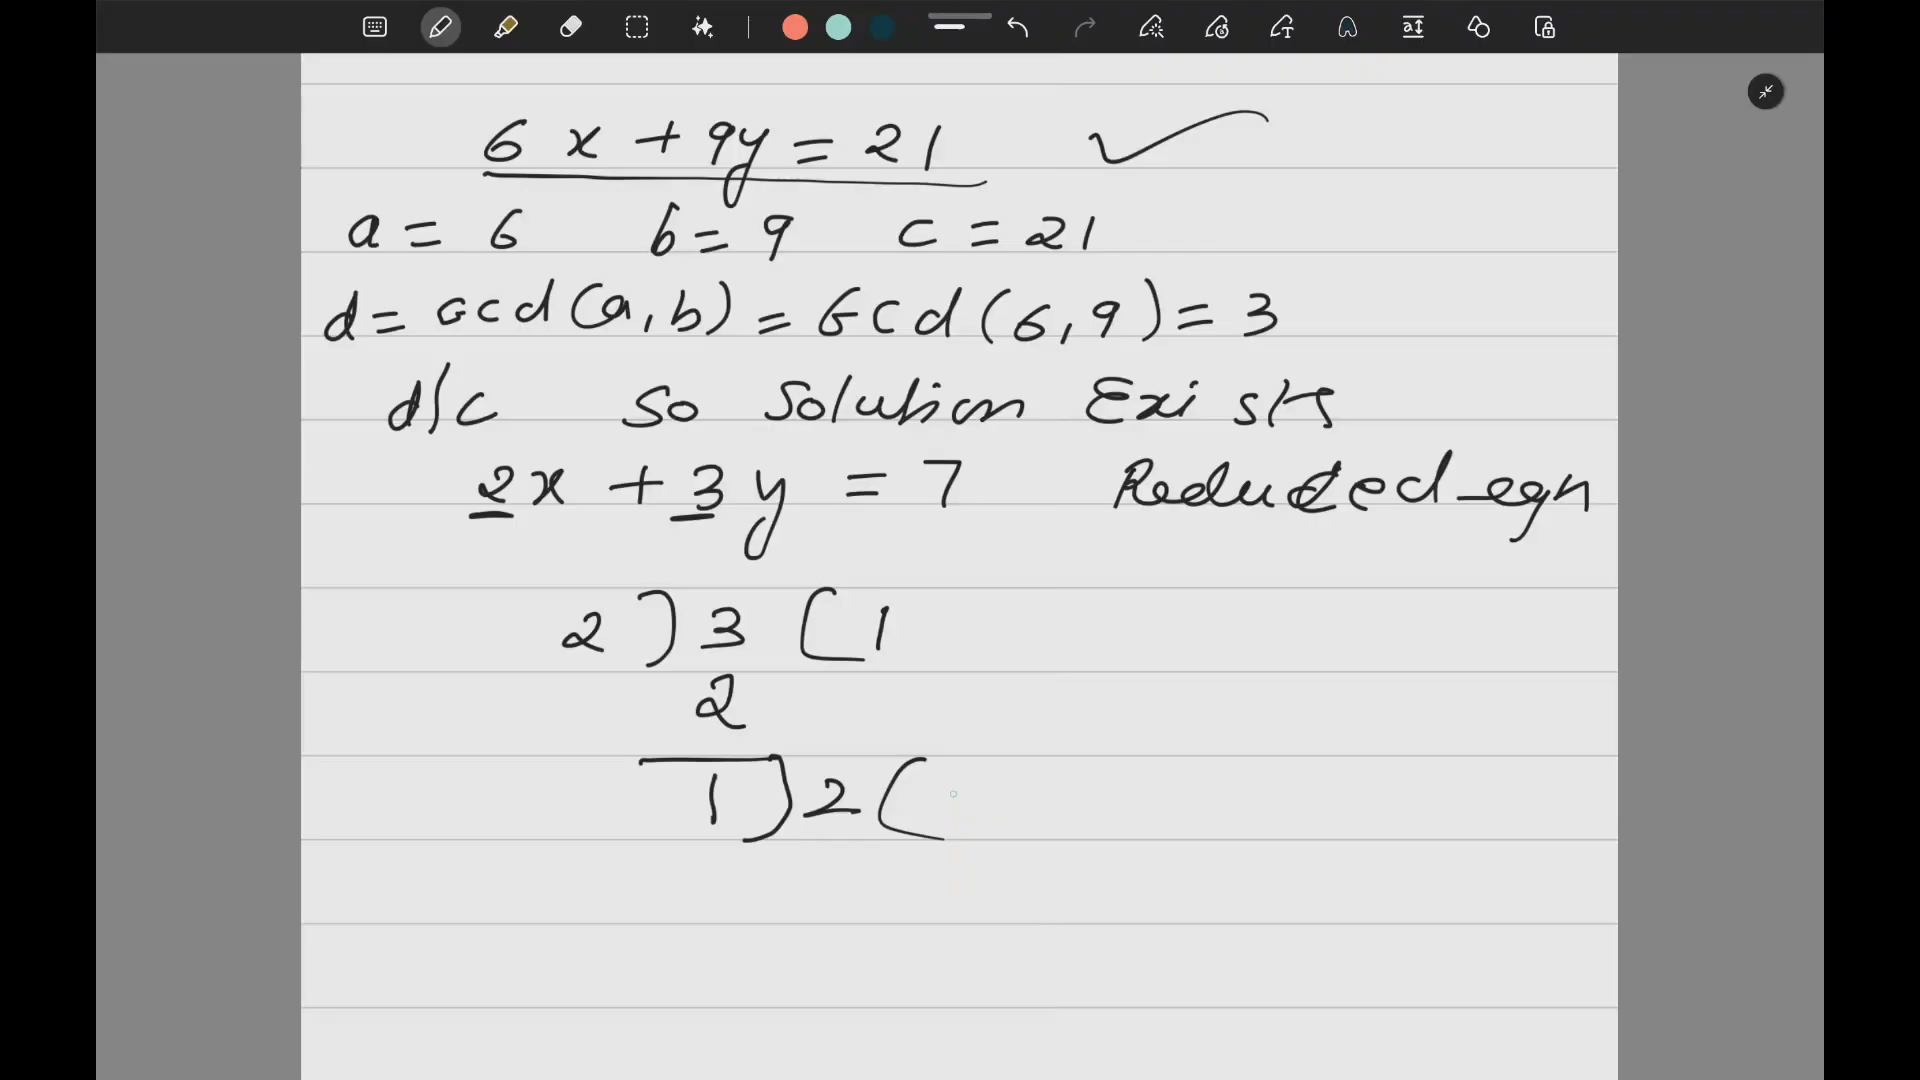 6x + 9y = 21
a = 6 b = 9 c = 21
d = Gcd(a,b) = Gcd(6,9) = 3
d/c So Solution Exists
2x + 3y = 7 Reduced eqn
2 ) 3 ( 1
2
1 ) 2 (